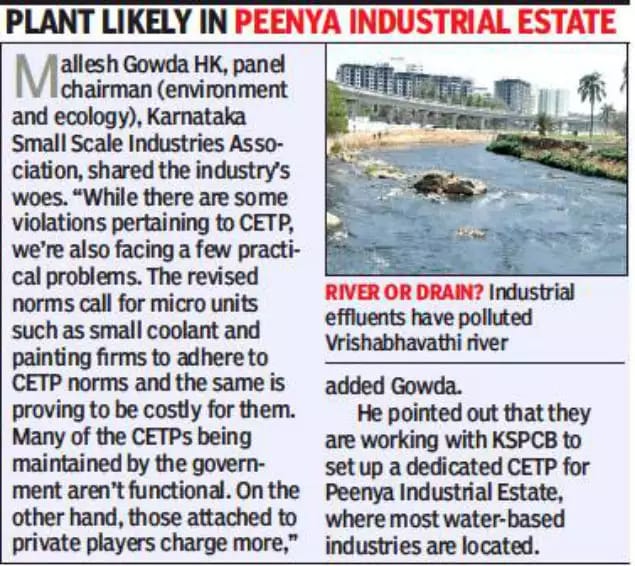 PLANT LIKELY IN PEENYA INDUSTRIAL ESTATE
Mallesh Gowda HK, panel
chairman (environment
and ecology), Karnataka
Small Scale Industries Asso-
ciation, shared the industry's
woes. “While there are some
violations pertaining to CETP,
we're also facing a few practi-
cal problems. The revised
norms call for micro units
such as small coolant and
painting firms to adhere to
CETP norms and the same is
proving to be costly for them.
Many of the CETPs being
maintained by the govern-
ment aren't functional. On the
other hand, those attached to
private players charge more,”
RIVER OR DRAIN? Industrial
effluents have polluted
Vrishabhavathi river
added Gowda.
He pointed out that they
are working with KSPCB to
set up a dedicated CETP for
Peenya Industrial Estate,
where most water-based
industries are located.